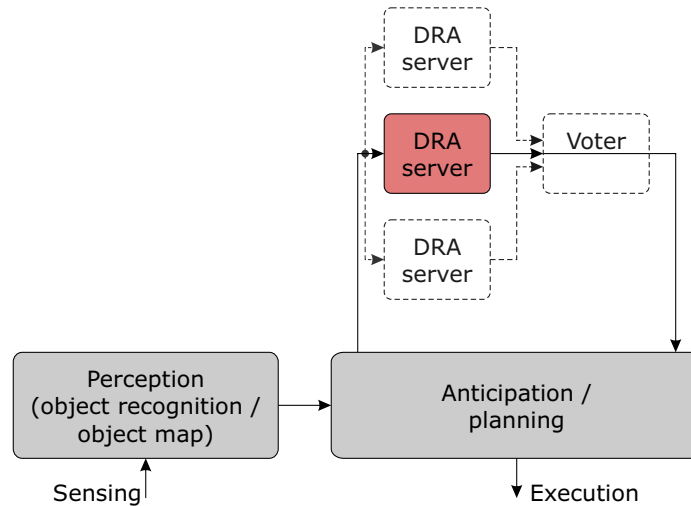 DRA
server
DRA
server
Voter
DRA
server
Perception
(object recognition /
object map)
Anticipation /
planning
Sensing
Execution